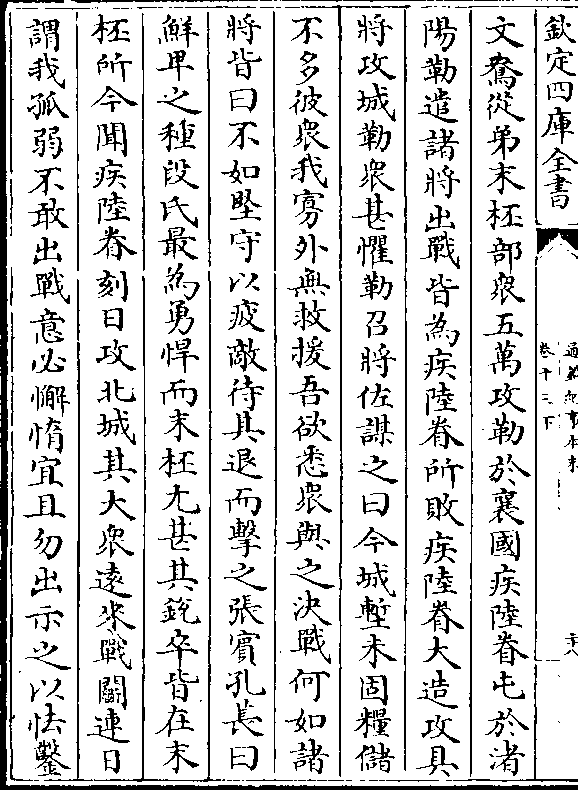 欽定四庫全書
通鑑紀事本末
卷十三下
文鴦從弟末柸部衆五萬攻勒於襄國疾陸眷屯於渚
陽勒遣諸將出戰皆為疾陸眷所敗疾陸眷大造攻具
將攻城勒衆甚懼勒召將佐謀之曰今城塹未固糧儲
不多彼衆我寡外無救援吾欲悉衆與之決戰何如諸
將皆曰不如堅守以疲敵待其退而擊之張賓孔萇曰
鮮卑之種段氏最為勇悍而末柸尤甚其銳卒皆在末
柸所今聞疾陸眷刻日攻北城其大衆遠來戰鬭連日
謂我孤弱不敢出戰意必懈惰宜且勿出示之以怯鑿